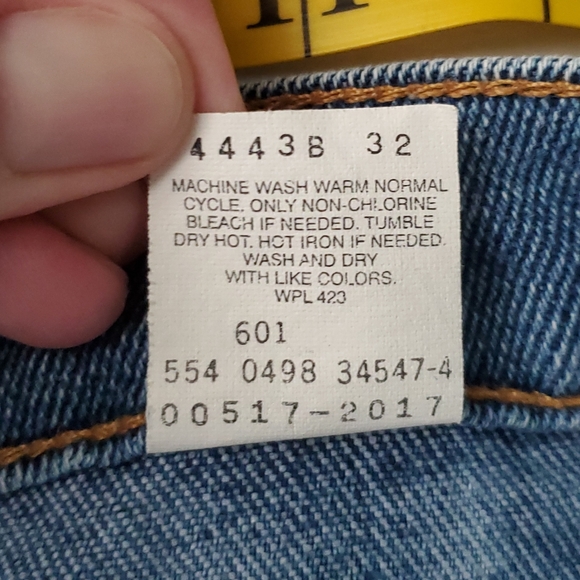 44438 32
MACHINE WASH WARM NORMAL
CYCLE. ONLY NON-CHLORINE
BLEACH IF NEEDED. TUMBLE
DRY HOT. HOT IRON IF NEEDED.
WASH AND DRY
WITH LIKE COLORS.
WPL 423
601
554 0498 34547-4
00517-2017